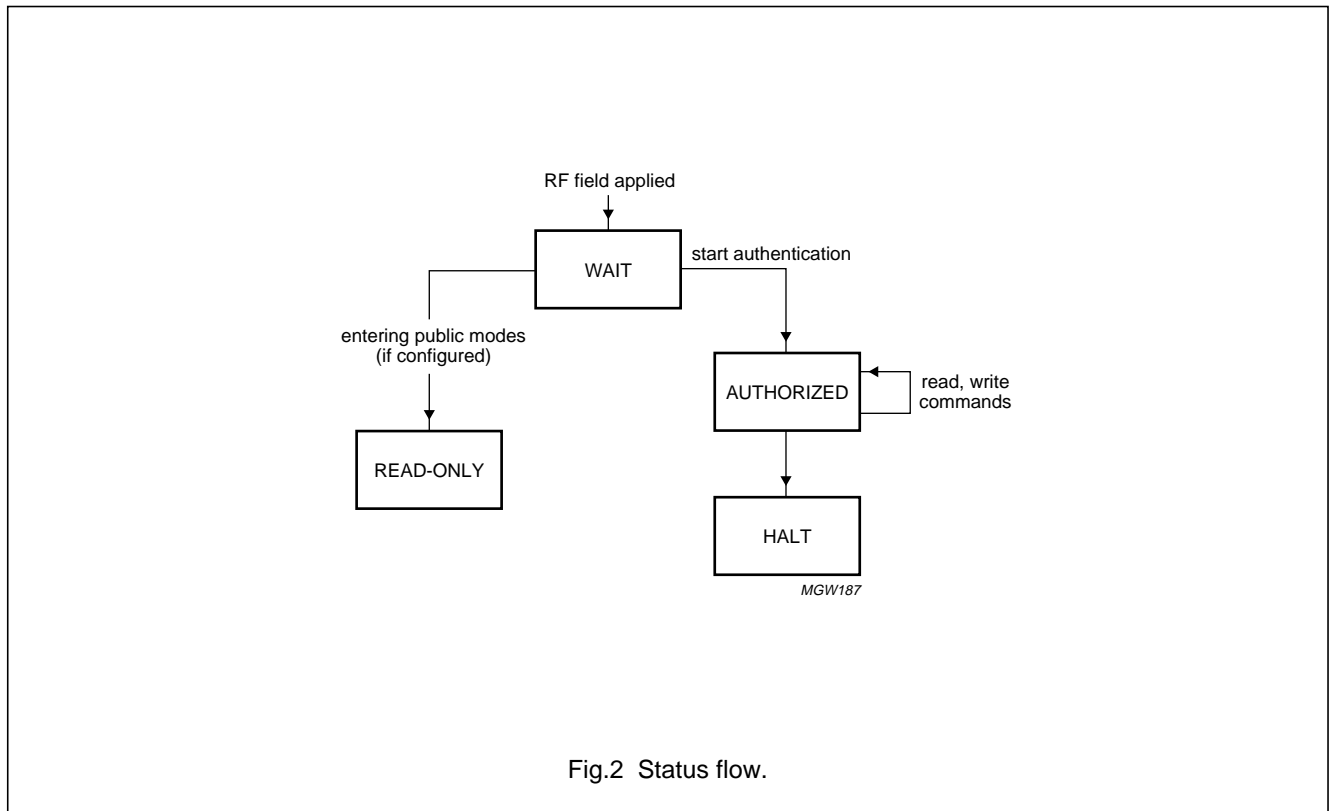 RF field applied
WAIT
start authentication
entering public modes
(if configured)
AUTHORIZED
read, write
commands
READ-ONLY
HALT
MGW187
Fig.2 Status flow.